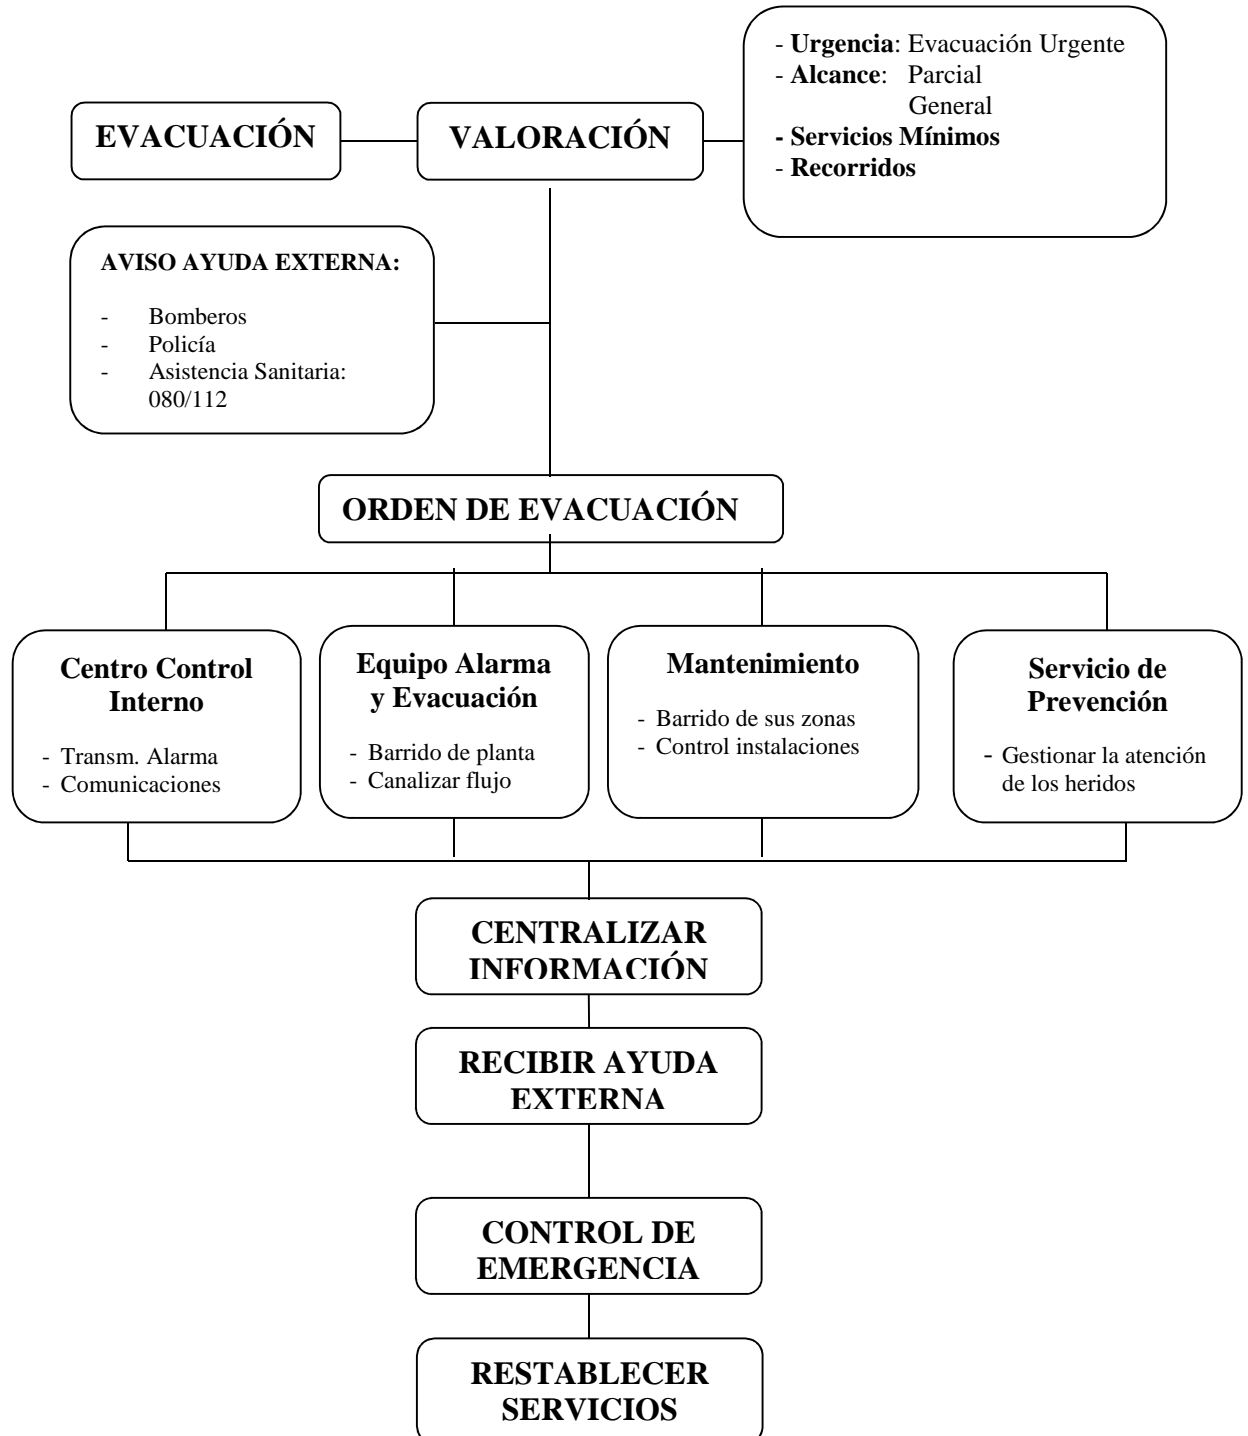 EVACUACIÓN
VALORACIÓN
- Urgencia: Evacuación Urgente
- Alcance: Parcial
General
- Servicios Mínimos
- Recorridos
AVISO AYUDA EXTERNA:
- Bomberos
- Policía
- Asistencia Sanitaria:
080/112
ORDEN DE EVACUACIÓN
Centro Control
Interno
- Transm. Alarma
- Comunicaciones
Equipo Alarma
y Evacuación
- Barrido de planta
- Canalizar flujo
Mantenimiento
- Barrido de sus zonas
- Control instalaciones
Servicio de
Prevención
- Gestionar la atención
de los heridos
CENTRALIZAR
INFORMACIÓN
RECIBIR AYUDA
EXTERNA
CONTROL DE
EMERGENCIA
RESTABLECER
SERVICIOS